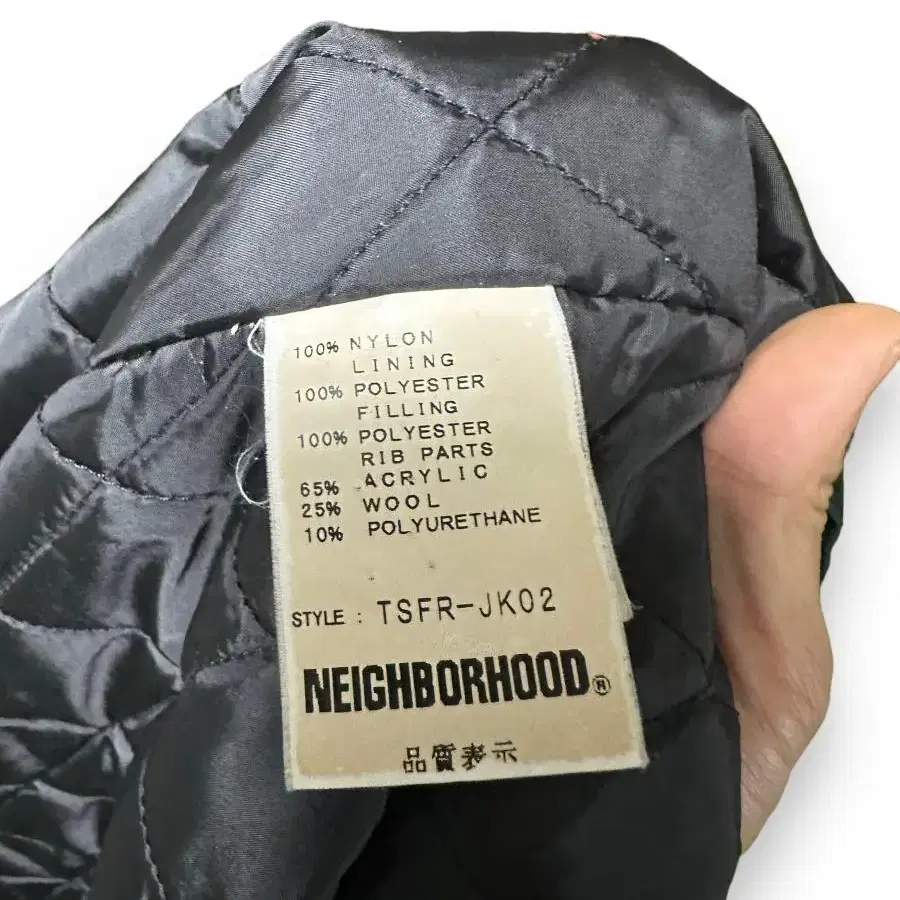 100% NYLON
LINING
100% POLYESTER
FILLING
100% POLYESTER
RIB PARTS
65% ACRYLIC
25% WOOL
10% POLYURETHANE
STYLE : TSFR-JK02
NEIGHBORHOOD®
品質表示